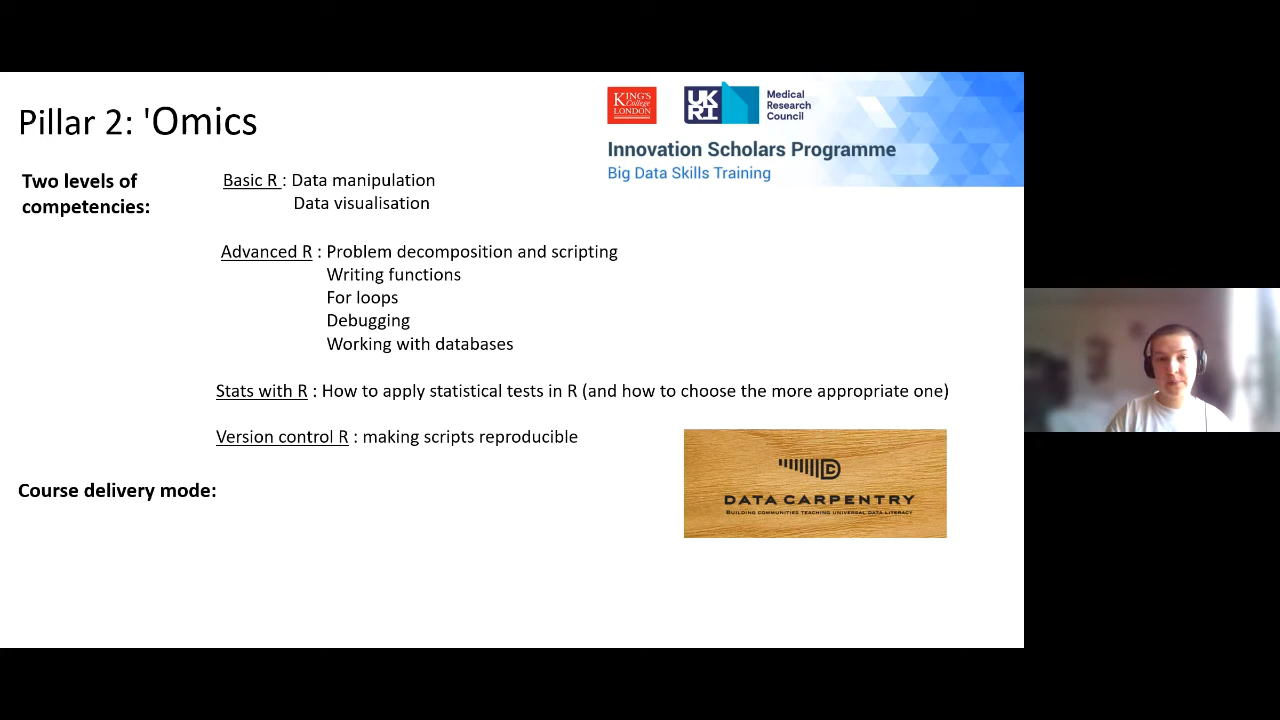 Pillar 2: 'Omics
KING'S
College
LONDON
UK
RI
Medical
Research
Council
Innovation Scholars Programme
Big Data Skills Training
Two levels of
competencies:
Basic R : Data manipulation
Data visualisation
Advanced R : Problem decomposition and scripting
Writing functions
For loops
Debugging
Working with databases
Stats with R : How to apply statistical tests in R (and how to choose the more appropriate one)
Version control R : making scripts reproducible
DATA CARPENTRY
BUILDING COMMUNITIES TEACHING UNIVERSAL DATA LITERACY
Course delivery mode: